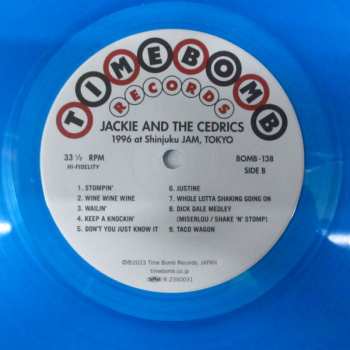 TIMEBOMB
RECORDS
JACKIE AND THE CEDRICS
1996 at Shinjuku JAM, TOKYO
33 ⅓ RPM
HI-FIDELITY
BOMB-138
SIDE B
1. STOMPIN'
2. WINE WINE WINE
3. WAILIN'
4. KEEP A KNOCKIN'
5. DON'T YOU JUST KNOW IT
6. JUSTINE
7. WHOLE LOTTA SHAKING GOING ON
8. DICK DALE MEDLEY
(MISERLOU / SHAKE 'N' STOMP)
9. TACO WAGON
©℗2023 Time Bomb Records, JAPAN
timebomb.co.jp